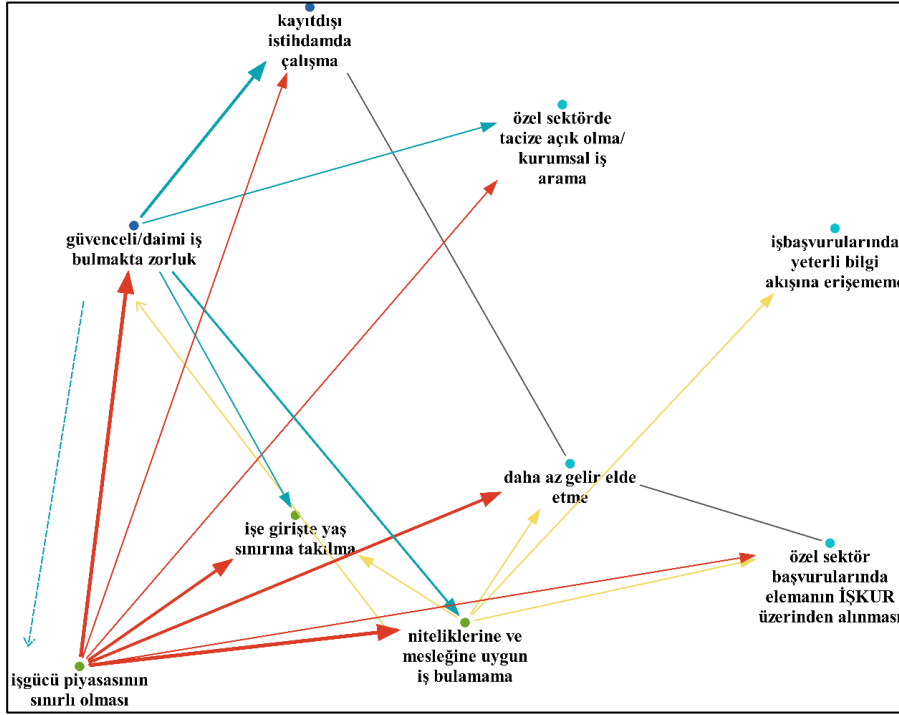 kayıtdışı
istihdamda
çalışma
özel sektörde
tacize açık olma/
kurumsal iş
arama
güvenceli/daimi iş
bulmakta zorluk
işbaşvurularında
yeterli bilgi
akışına erişememe
daha az gelir elde
etme
işe girişte yaş
sınırına takılma
özel sektör
başvurularında
elemanın İŞKUR
üzerinden alınması
niteliklerine ve
mesleğine uygun
iş bulamama
işgücü piyasasının
sınırlı olması